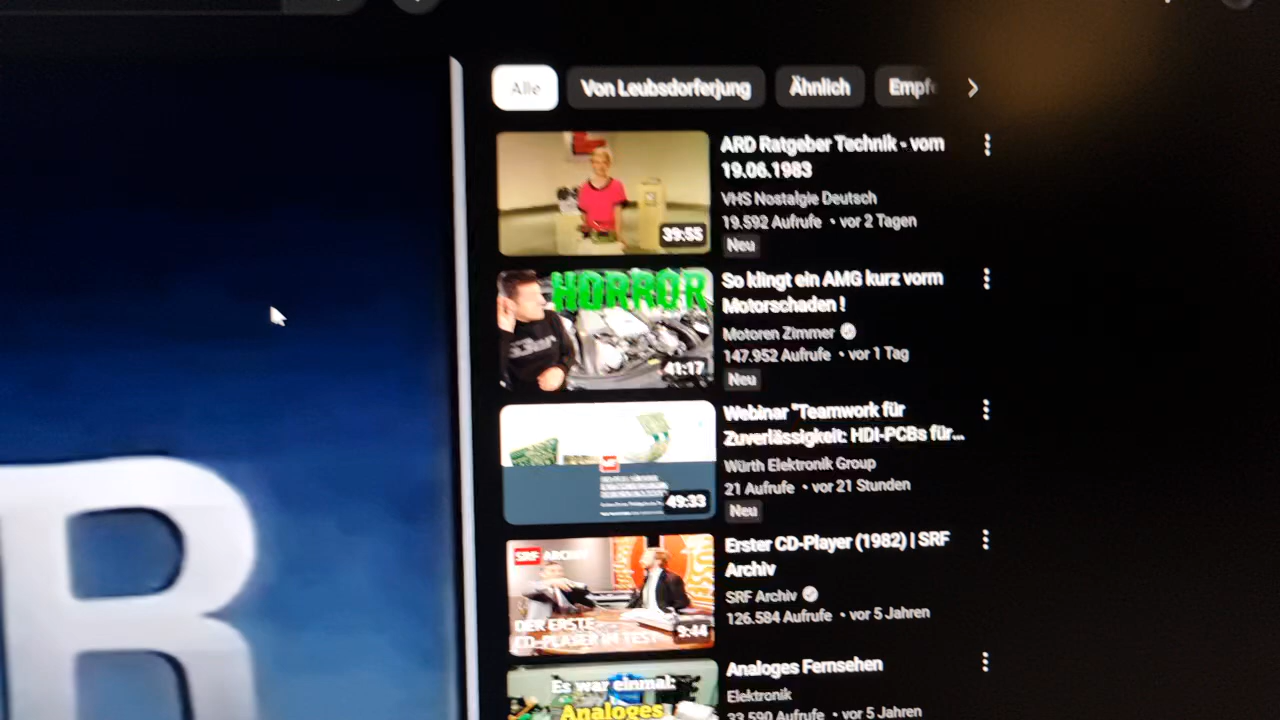 Alle
Von Leubsdorferjung
Ähnlich
Empfe
ARD Ratgeber Technik - vom
19.06.1983
VHS Nostalgie Deutsch
19.592 Aufrufe • vor 2 Tagen
Neu
39:55
HORROR
41:17
So klingt ein AMG kurz vorm
Motorschaden !
Motoren Zimmer
147.952 Aufrufe • vor 1 Tag
Neu
49:33
Webinar "Teamwork für
Zuverlässigkeit: HDI-PCBs für...
Würth Elektronik Group
21 Aufrufe • vor 21 Stunden
Neu
SRF ARCHIV
DER ERSTE
CD-PLAYER IM TEST
9:44
Erster CD-Player (1982) | SRF
Archiv
SRF Archiv
126.584 Aufrufe • vor 5 Jahren
Es war einmal:
Analoges
Analoges Fernsehen
Elektronik
33.590 Aufrufe • vor 5 Jahren
R